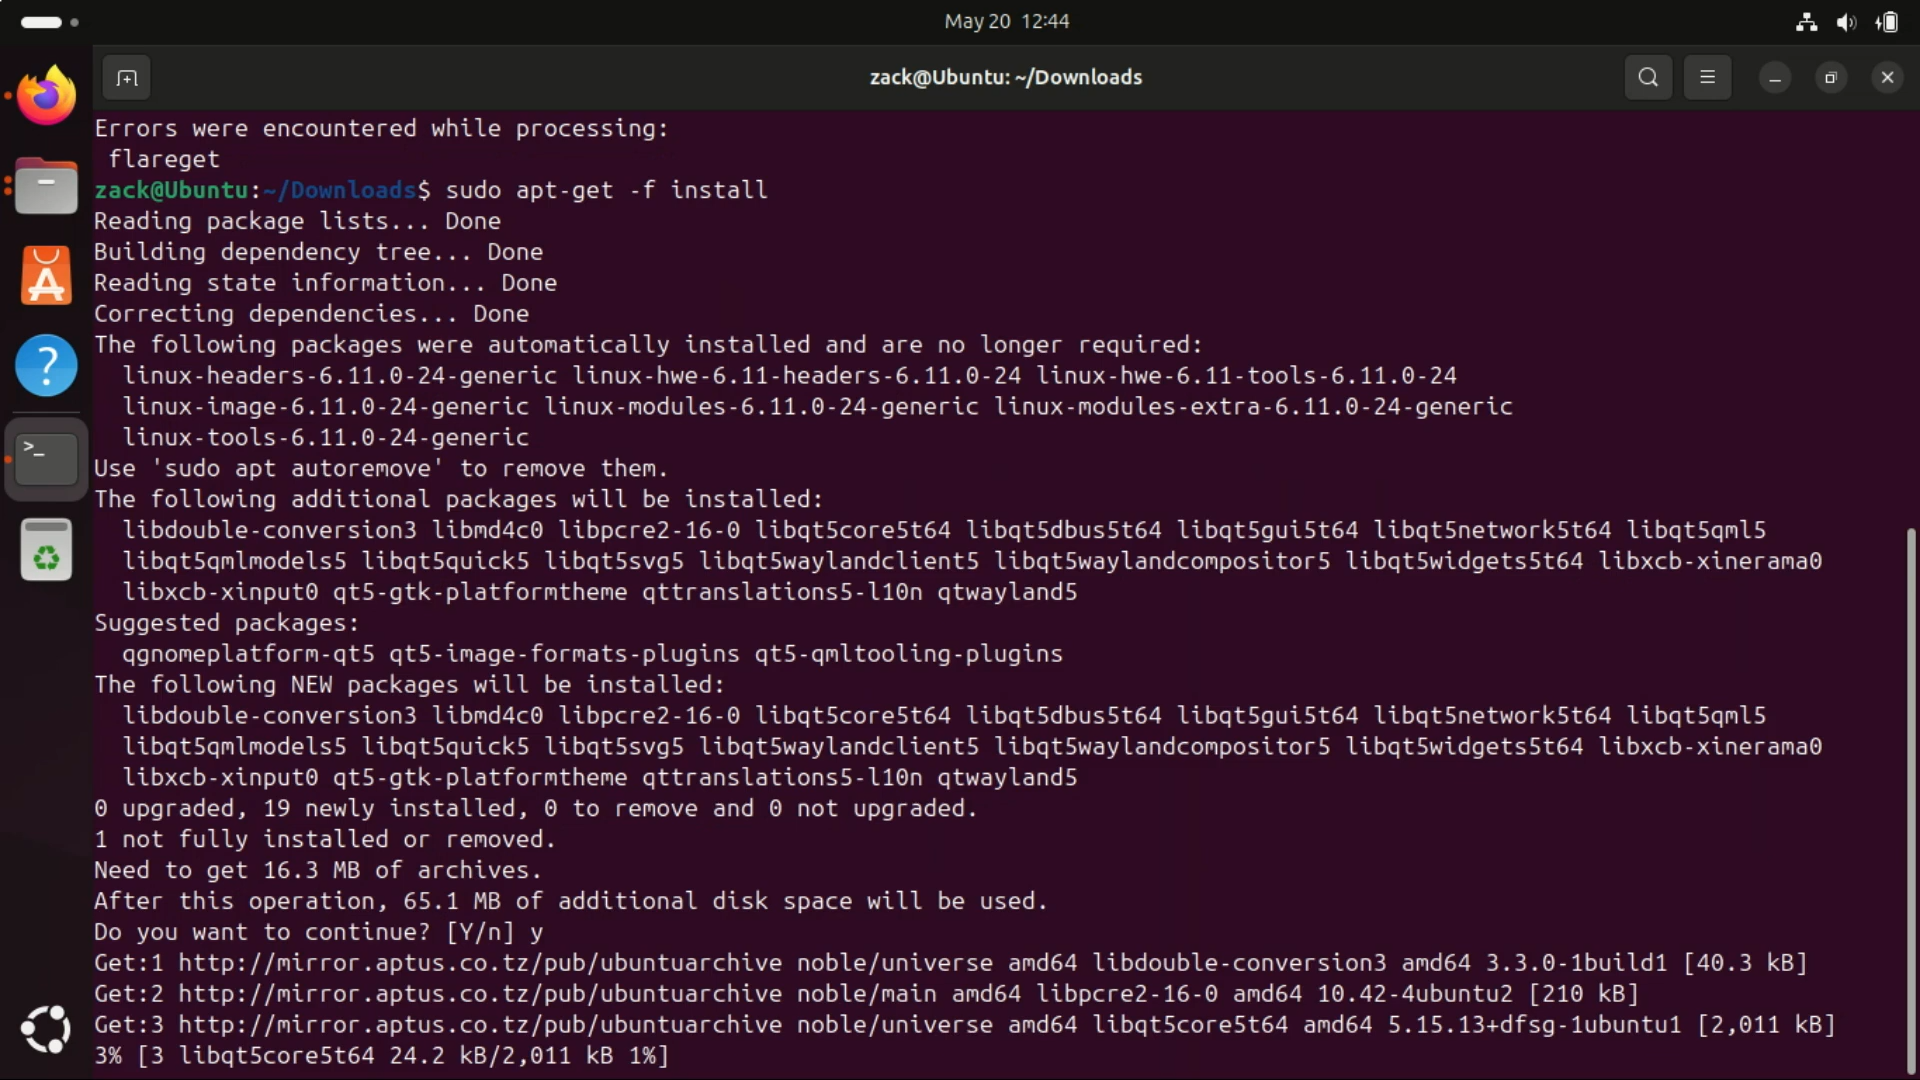 May 20 12:44
zack@Ubuntu: ~/Downloads
Errors were encountered while processing:
 flareget
zack@Ubuntu:~/Downloads$ sudo apt-get -f install
Reading package lists... Done
Building dependency tree... Done
Reading state information... Done
Correcting dependencies... Done
The following packages were automatically installed and are no longer required:
  linux-headers-6.11.0-24-generic linux-hwe-6.11-headers-6.11.0-24 linux-hwe-6.11-tools-6.11.0-24
  linux-image-6.11.0-24-generic linux-modules-6.11.0-24-generic linux-modules-extra-6.11.0-24-generic
  linux-tools-6.11.0-24-generic
Use 'sudo apt autoremove' to remove them.
The following additional packages will be installed:
  libdouble-conversion3 libmd4c0 libpcre2-16-0 libqt5core5t64 libqt5dbus5t64 libqt5gui5t64 libqt5network5t64 libqt5qml5
  libqt5qmlmodels5 libqt5quick5 libqt5svg5 libqt5waylandclient5 libqt5waylandcompositor5 libqt5widgets5t64 libxcb-xinerama0
  libxcb-xinput0 qt5-gtk-platformtheme qttranslations5-l10n qtwayland5
Suggested packages:
  qgnomeplatform-qt5 qt5-image-formats-plugins qt5-qmltooling-plugins
The following NEW packages will be installed:
  libdouble-conversion3 libmd4c0 libpcre2-16-0 libqt5core5t64 libqt5dbus5t64 libqt5gui5t64 libqt5network5t64 libqt5qml5
  libqt5qmlmodels5 libqt5quick5 libqt5svg5 libqt5waylandclient5 libqt5waylandcompositor5 libqt5widgets5t64 libxcb-xinerama0
  libxcb-xinput0 qt5-gtk-platformtheme qttranslations5-l10n qtwayland5
0 upgraded, 19 newly installed, 0 to remove and 0 not upgraded.
1 not fully installed or removed.
Need to get 16.3 MB of archives.
After this operation, 65.1 MB of additional disk space will be used.
Do you want to continue? [Y/n] y
Get:1 http://mirror.aptus.co.tz/pub/ubuntuarchive noble/universe amd64 libdouble-conversion3 amd64 3.3.0-1build1 [40.3 kB]
Get:2 http://mirror.aptus.co.tz/pub/ubuntuarchive noble/main amd64 libpcre2-16-0 amd64 10.42-4ubuntu2 [210 kB]
Get:3 http://mirror.aptus.co.tz/pub/ubuntuarchive noble/universe amd64 libqt5core5t64 amd64 5.15.13+dfsg-1ubuntu1 [2,011 kB]
3% [3 libqt5core5t64 24.2 kB/2,011 kB 1%]